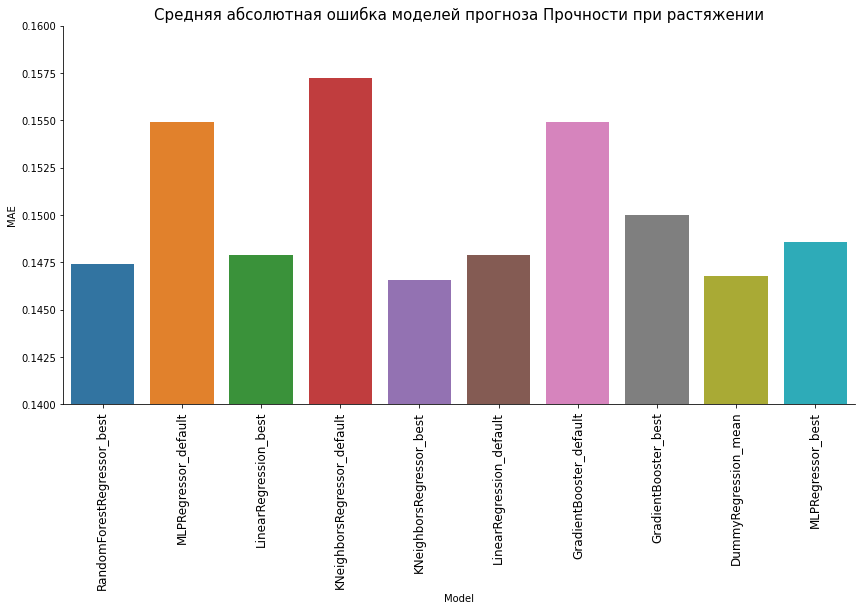 Средняя абсолютная ошибка моделей прогноза Прочности при растяжении
MAE
0.1600
0.1575
0.1550
0.1525
0.1500
0.1475
0.1450
0.1425
0.1400
RandomForestRegressor_best
MLPRegressor_default
LinearRegression_best
KNeighborsRegressor_default
KNeighborsRegressor_best
LinearRegression_default
GradientBooster_default
GradientBooster_best
DummyRegression_mean
MLPRegressor_best
Model